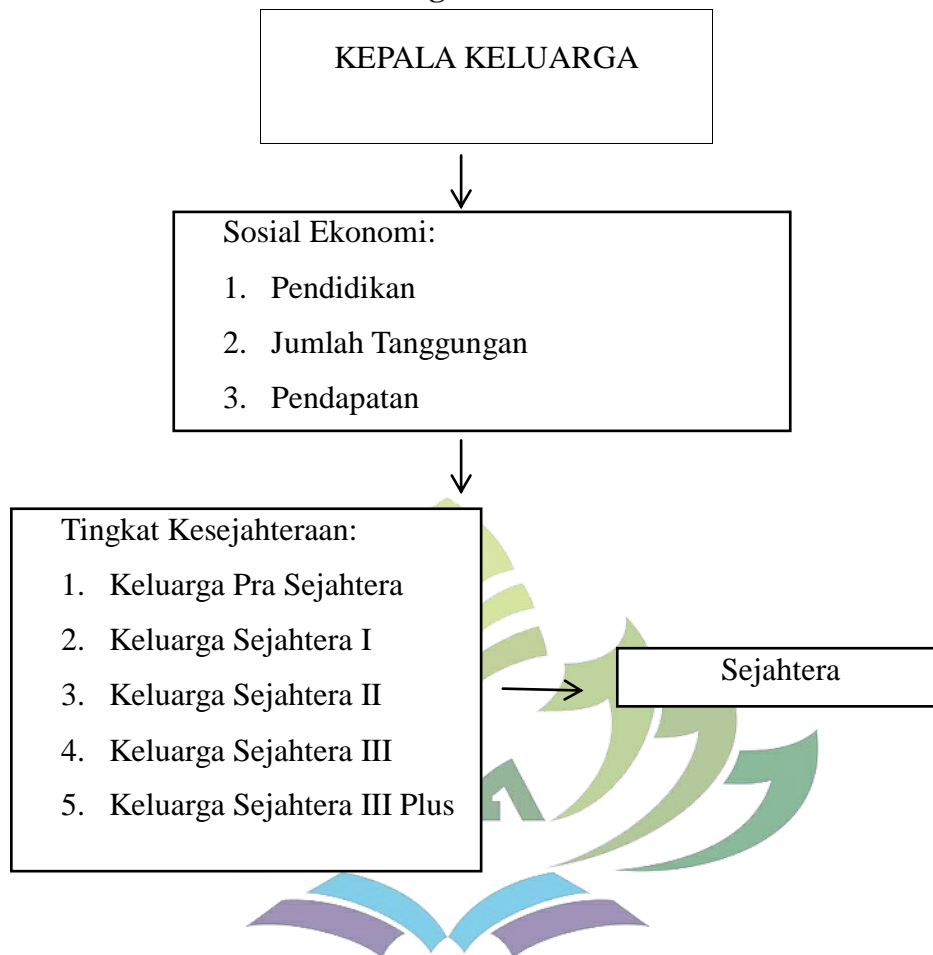 KEPALA KELUARGA
Sosial Ekonomi:
1. Pendidikan
2. Jumlah Tanggungan
3. Pendapatan
Tingkat Kesejahteraan:
1. Keluarga Pra Sejahtera
2. Keluarga Sejahtera I
3. Keluarga Sejahtera II
4. Keluarga Sejahtera III
5. Keluarga Sejahtera III Plus
Sejahtera